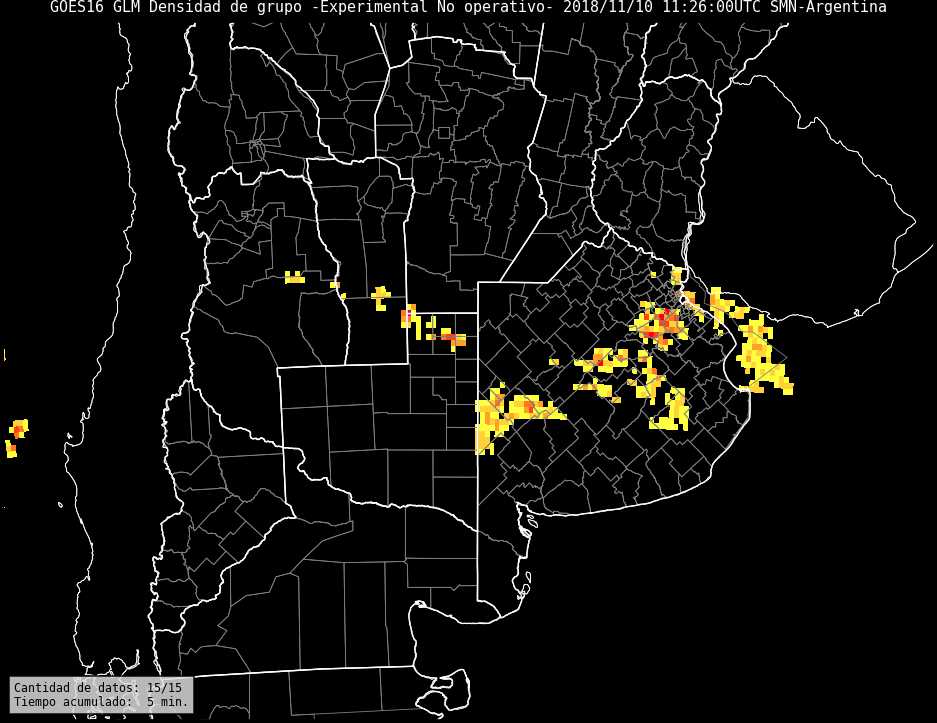 GOES16 GLM Densidad de grupo -Experimental No operativo- 2018/11/10 11:26:00UTC SMN-Argentina
Cantidad de datos: 15/15
Tiempo acumulado:  5 min.